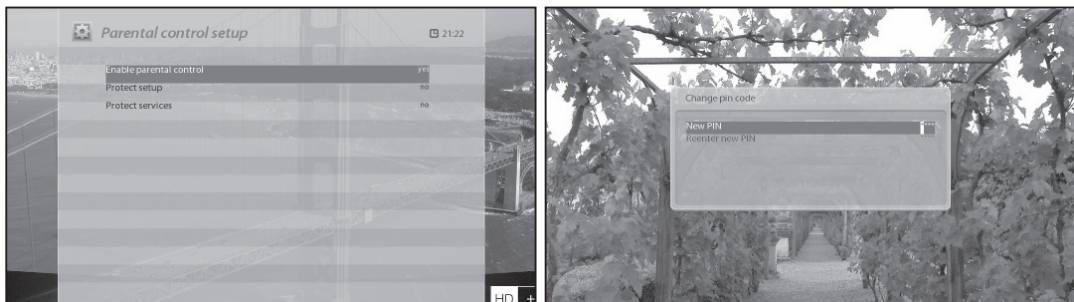 Parental control setup
21:22
Enable parental control yes
Protect setup no
Protect services no
HD +
Change pin code
New PIN
Reenter new PIN